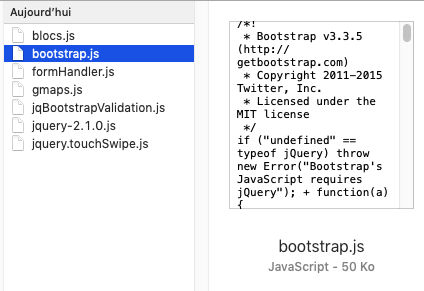 Aujourd’hui
blocs.js
bootstrap.js
formHandler.js
gmaps.js
jqBootstrapValidation.js
jquery-2.1.0.js
jquery.touchSwipe.js
/*!
* Bootstrap v3.3.5
(http://
getbootstrap.com)
* Copyright 2011-2015
Twitter, Inc.
* Licensed under the
MIT license
*/
if ("undefined" ==
typeof jQuery) throw
new Error("Bootstrap's
JavaScript requires
jQuery"); + function(a)
{
bootstrap.js
JavaScript - 50 Ko